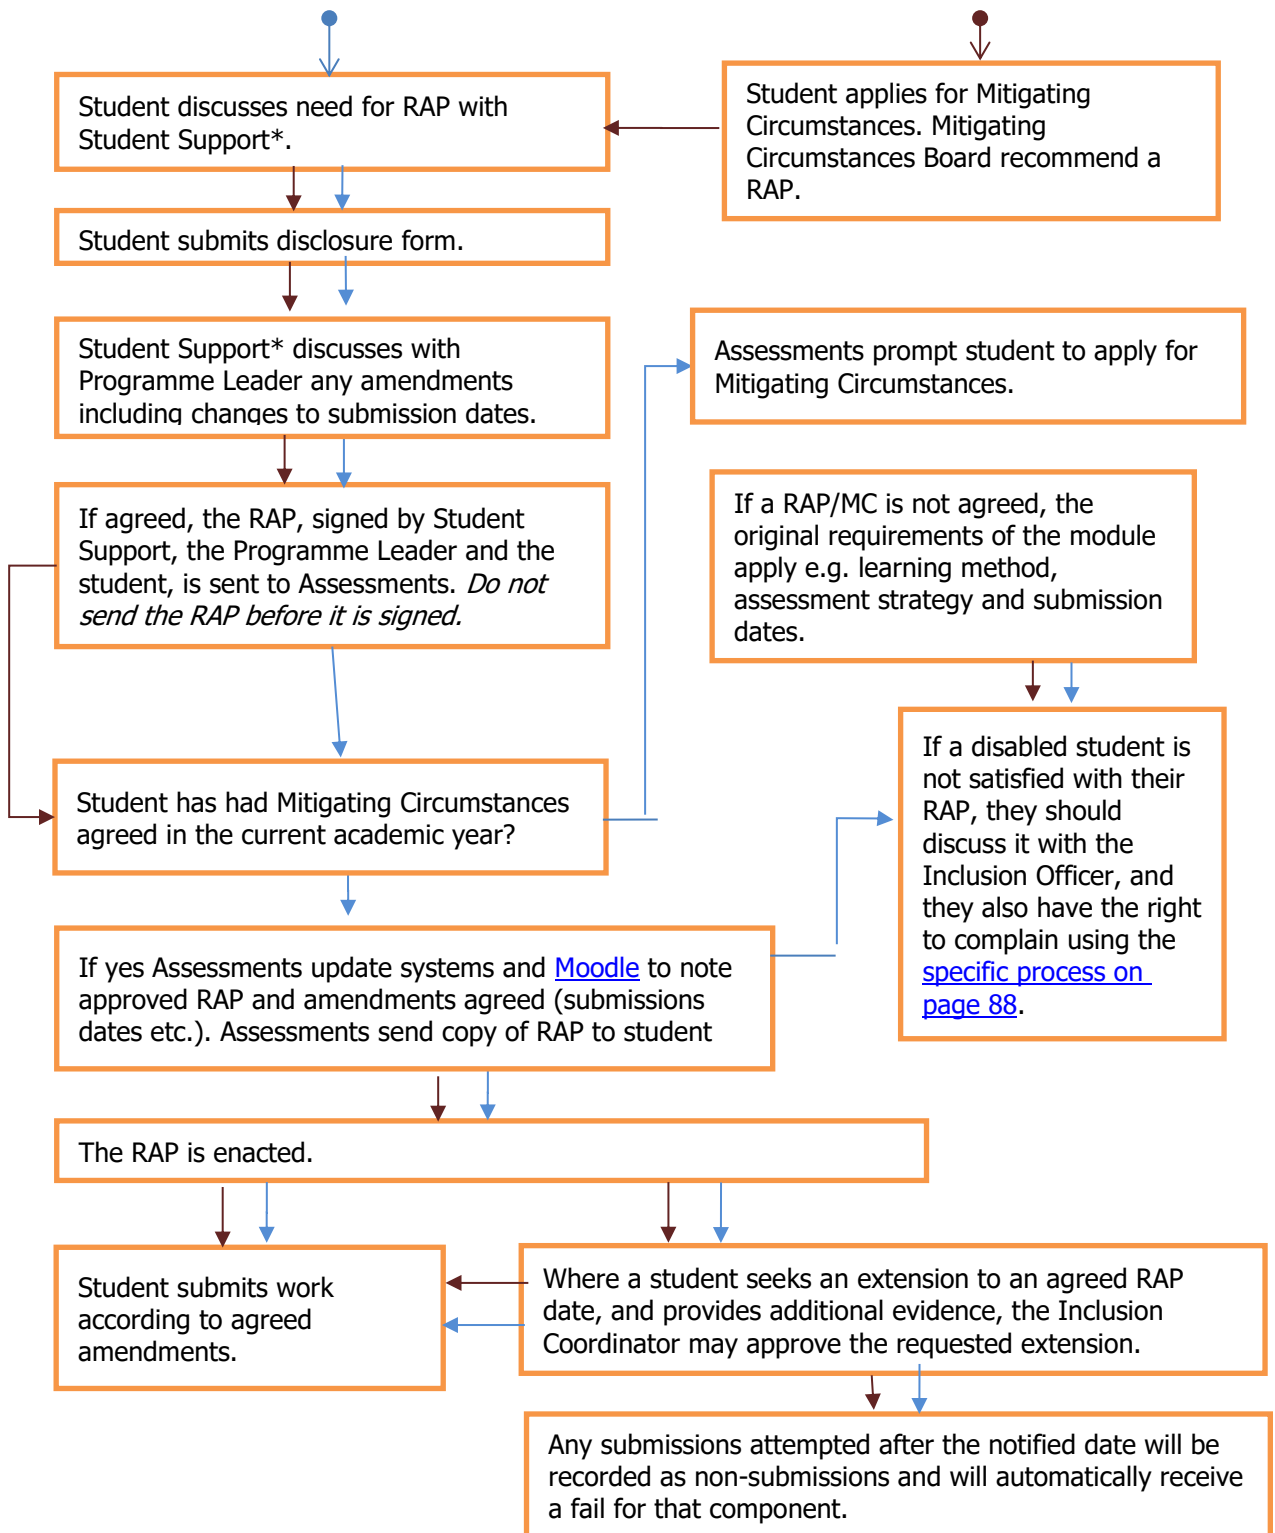 Student discusses need for RAP with
Student Support*.
Student applies for Mitigating
Circumstances. Mitigating
Circumstances Board recommend a
RAP.
Student submits disclosure form.
Student Support* discusses with
Programme Leader any amendments
including changes to submission dates.
Assessments prompt student to apply for
Mitigating Circumstances.
If agreed, the RAP, signed by Student
Support, the Programme Leader and the
student, is sent to Assessments. Do not
send the RAP before it is signed.
If a RAP/MC is not agreed, the
original requirements of the module
apply e.g. learning method,
assessment strategy and submission
dates.
Student has had Mitigating Circumstances
agreed in the current academic year?
If a disabled student is
not satisfied with their
RAP, they should
discuss it with the
Inclusion Officer, and
they also have the right
to complain using the
specific process on
page 88.
If yes Assessments update systems and Moodle to note
approved RAP and amendments agreed (submissions
dates etc.). Assessments send copy of RAP to student
The RAP is enacted.
Student submits work
according to agreed
amendments.
Where a student seeks an extension to an agreed RAP
date, and provides additional evidence, the Inclusion
Coordinator may approve the requested extension.
Any submissions attempted after the notified date will be
recorded as non-submissions and will automatically receive
a fail for that component.